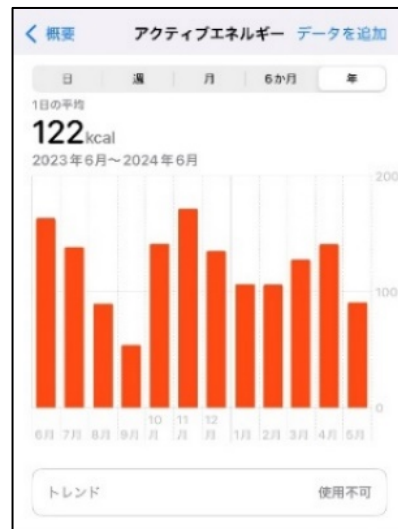 概要 アクティブエネルギー データを追加
日 週 月 6か月 年
1日の平均
122kcal
2023年6月～2024年6月
200
100
0
6月 7月 8月 9月 10月 11月 12月 1月 2月 3月 4月 5月
トレンド 使用不可